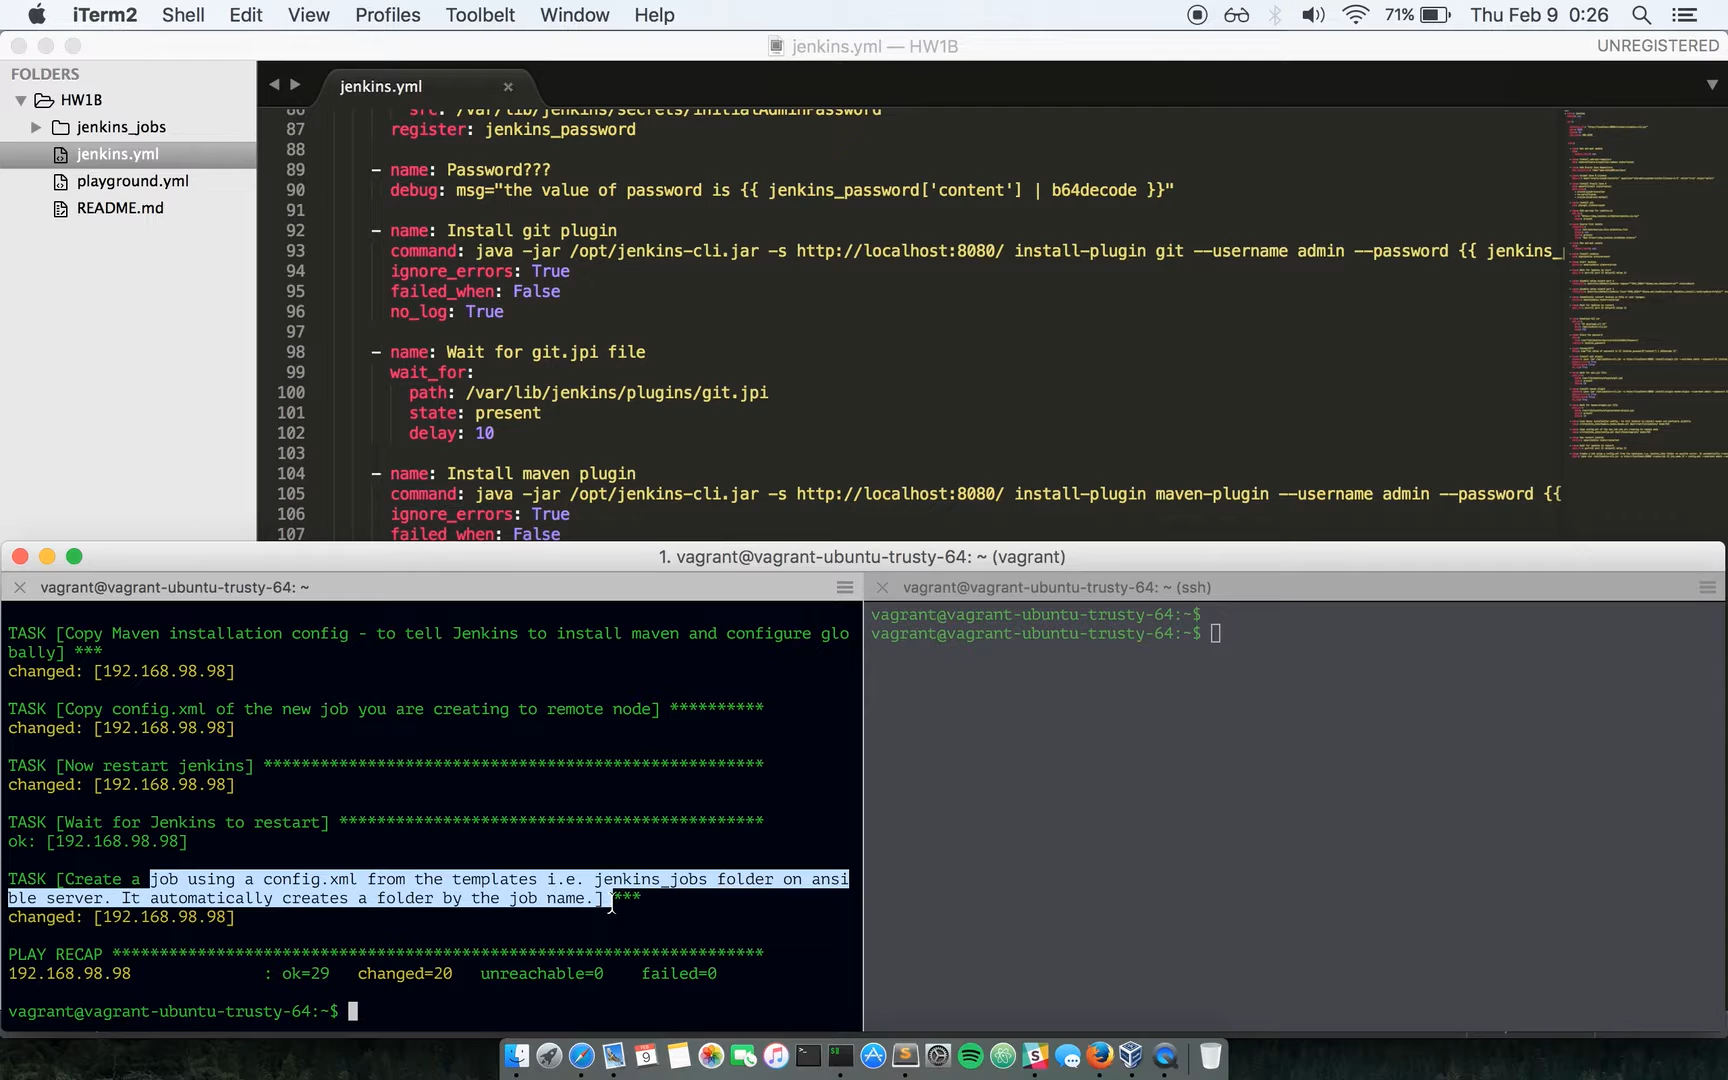 iTerm2 Shell Edit View Profiles Toolbelt Window Help 71% Thu Feb 9 0:26
jenkins.yml — HW1B UNREGISTERED
FOLDERS
HW1B
jenkins_jobs
jenkins.yml
playground.yml
README.md
jenkins.yml ×
86 src: /var/lib/jenkins/secrets/initialAdminPassword
87 register: jenkins_password
88
89 - name: Password???
90 debug: msg="the value of password is {{ jenkins_password['content'] | b64decode }}"
91
92 - name: Install git plugin
93 command: java -jar /opt/jenkins-cli.jar -s http://localhost:8080/ install-plugin git --username admin --password {{ jenkins_
94 ignore_errors: True
95 failed_when: False
96 no_log: True
97
98 - name: Wait for git.jpi file
99 wait_for:
100 path: /var/lib/jenkins/plugins/git.jpi
101 state: present
102 delay: 10
103
104 - name: Install maven plugin
105 command: java -jar /opt/jenkins-cli.jar -s http://localhost:8080/ install-plugin maven-plugin --username admin --password {{
106 ignore_errors: True
107 failed_when: False
1. vagrant@vagrant-ubuntu-trusty-64: ~ (vagrant)
vagrant@vagrant-ubuntu-trusty-64: ~
TASK [Copy Maven installation config - to tell Jenkins to install maven and configure glo
bally] ***
changed: [192.168.98.98]
TASK [Copy config.xml of the new job you are creating to remote node] **********
changed: [192.168.98.98]
TASK [Now restart jenkins] *****************************************************
changed: [192.168.98.98]
TASK [Wait for Jenkins to restart] *********************************************
ok: [192.168.98.98]
TASK [Create a job using a config.xml from the templates i.e. jenkins_jobs folder on ansi
ble server. It automatically creates a folder by the job name.] ***
changed: [192.168.98.98]
PLAY RECAP *********************************************************************
192.168.98.98 : ok=29 changed=20 unreachable=0 failed=0
vagrant@vagrant-ubuntu-trusty-64:~$
vagrant@vagrant-ubuntu-trusty-64: ~ (ssh)
vagrant@vagrant-ubuntu-trusty-64:~$
vagrant@vagrant-ubuntu-trusty-64:~$